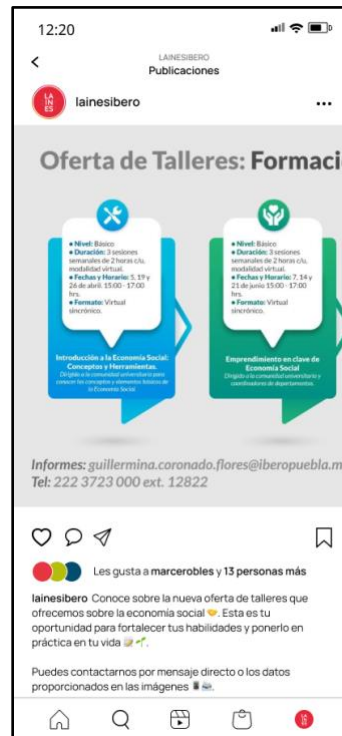 12:20
LAINESIBERO
Publicaciones
LA
IN
ES
lainesibero
Oferta de Talleres: Formaci
• Nivel: Básico
• Duración: 3 sesiones
semanales de 2 horas c/u,
modalidad virtual.
• Fechas y Horario: 5, 19 y
26 de abril. 15:00 - 17:00
hrs.
• Formato: Virtual
sincrónico.
Introducción a la Economía Social:
Conceptos y Herramientas.
Dirigido a la comunidad universitaria para
conocer los conceptos y elementos básicos de
la Economía Social
• Nivel: Básico
• Duración: 3 sesiones
semanales de 2 horas c/u,
modalidad virtual.
• Fechas y Horario: 7, 14 y
21 de junio 15:00 - 17:00
hrs.
• Formato: Virtual
sincrónico.
Emprendimiento en clave de
Economía Social
Dirigido a la comunidad universitaria y
coordinadores de departamentos.
Informes: guillermina.coronado.flores@iberopuebla.m
Tel: 222 3723 000 ext. 12822
Les gusta a marcerobles y 13 personas más
lainesibero Conoce sobre la nueva oferta de talleres que
ofrecemos sobre la economía social 🤝. Esta es tu
oportunidad para fortalecer tus habilidades y ponerlo en
práctica en tu vida 📝🌱.
Puedes contactarnos por mensaje directo o los datos
proporcionados en las imágenes 📱📨.